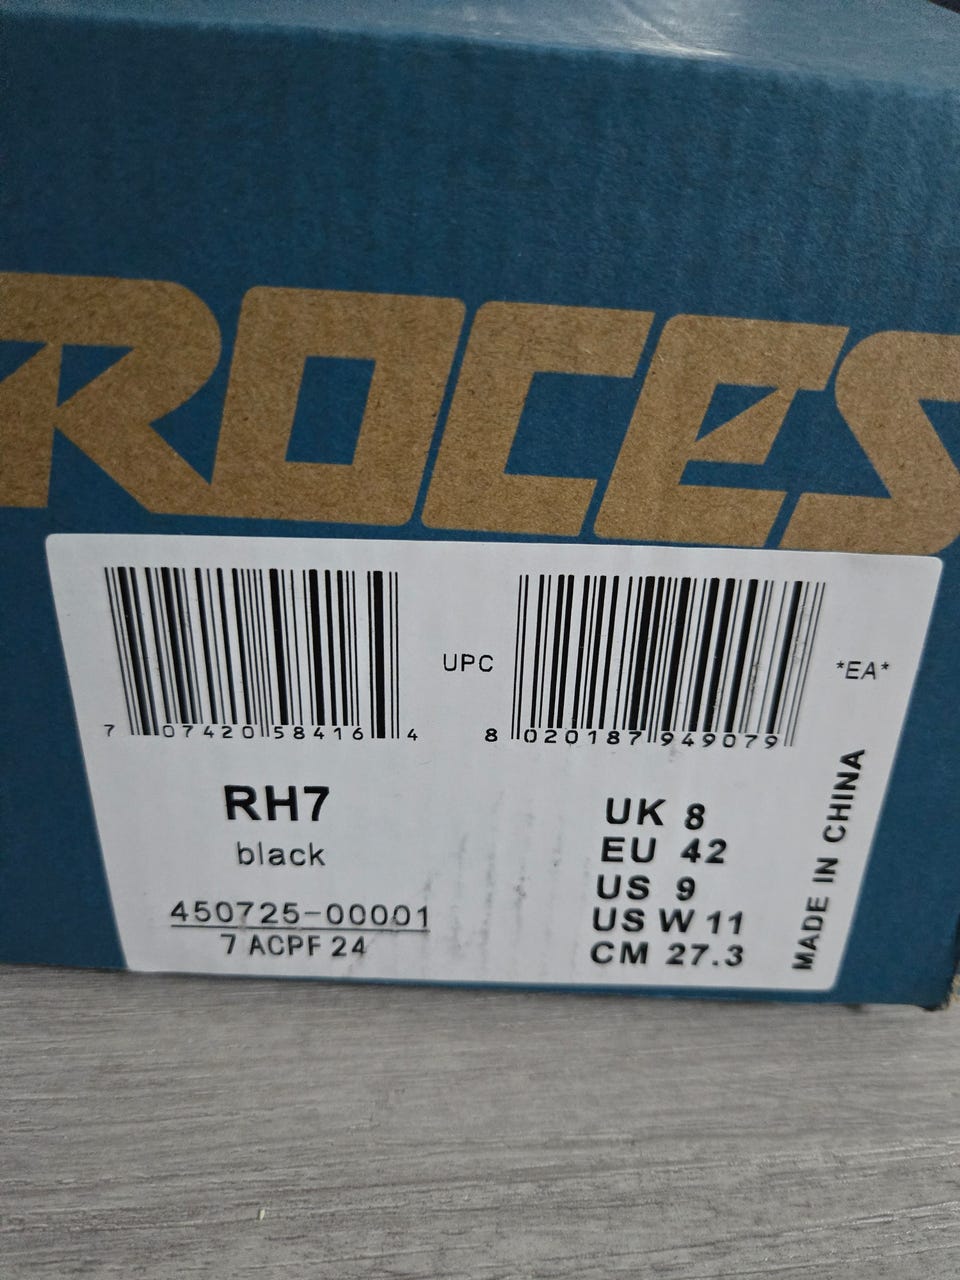 ROCES
7 07420 58416 4
UPC
8 020187 949079
*EA*
RH7
black
450725-00001
7 ACPF 24
UK 8
EU 42
US 9
US W 11
CM 27.3
MADE IN CHINA